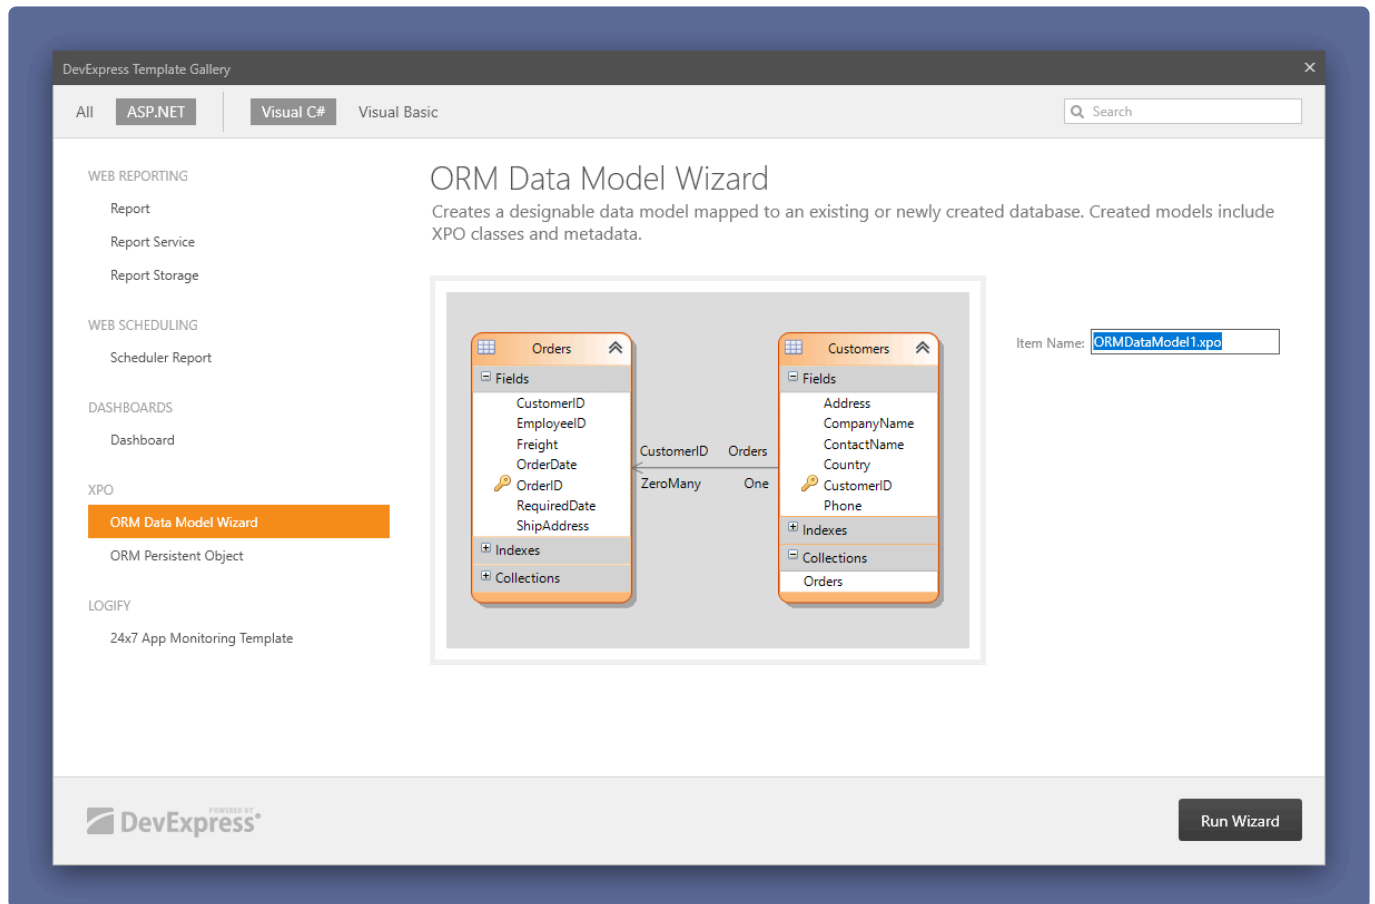 DevExpress Template Gallery
All ASP.NET Visual C# Visual Basic Search
WEB REPORTING
Report
Report Service
Report Storage
WEB SCHEDULING
Scheduler Report
DASHBOARDS
Dashboard
XPO
ORM Data Model Wizard
ORM Persistent Object
LOGIFY
24x7 App Monitoring Template
ORM Data Model Wizard
Creates a designable data model mapped to an existing or newly created database. Created models include
XPO classes and metadata.
Orders
Fields
CustomerID
EmployeeID
Freight
OrderDate
OrderID
RequiredDate
ShipAddress
Indexes
Collections
CustomerID Orders
ZeroMany One
Customers
Fields
Address
CompanyName
ContactName
Country
CustomerID
Phone
Indexes
Collections
Orders
Item Name: ORMDataModel1.xpo
POWERED BY
DevExpress
Run Wizard